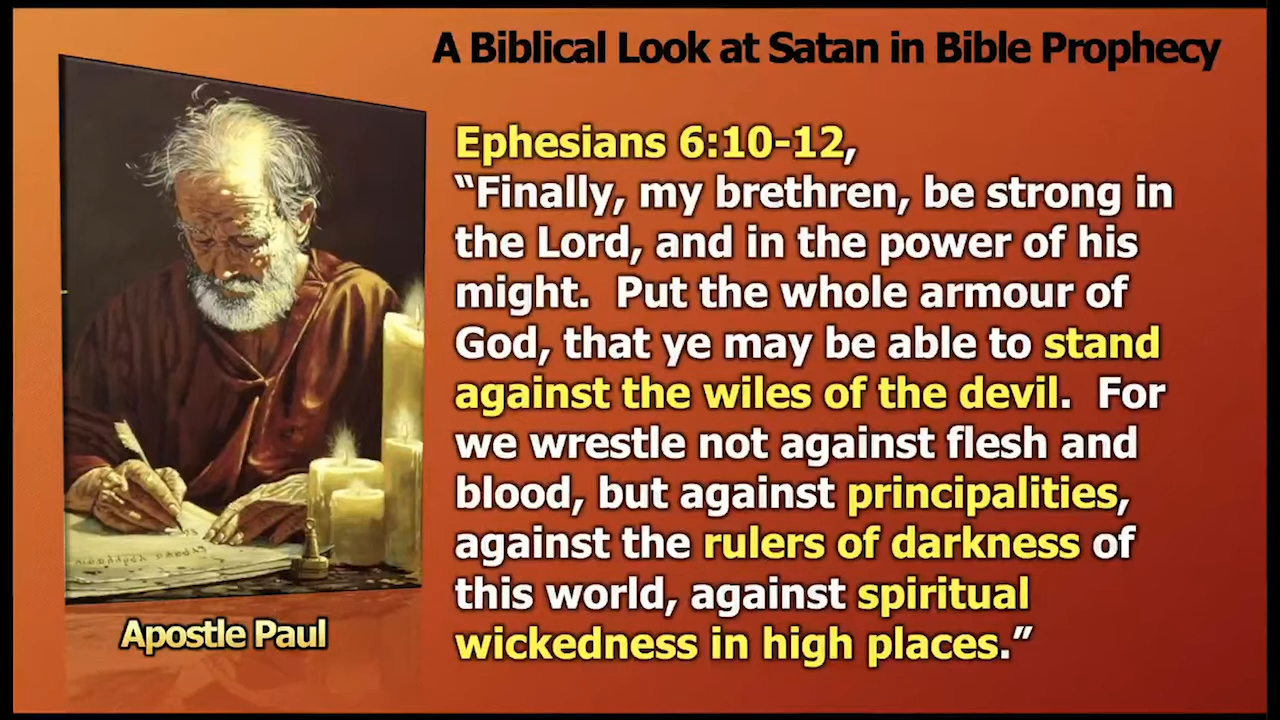 A Biblical Look at Satan in Bible Prophecy
Ephesians 6:10-12,
“Finally, my brethren, be strong in
the Lord, and in the power of his
might.  Put the whole armour of
God, that ye may be able to stand
against the wiles of the devil.  For
we wrestle not against flesh and
blood, but against principalities,
against the rulers of darkness of
this world, against spiritual
wickedness in high places.”
Apostle Paul